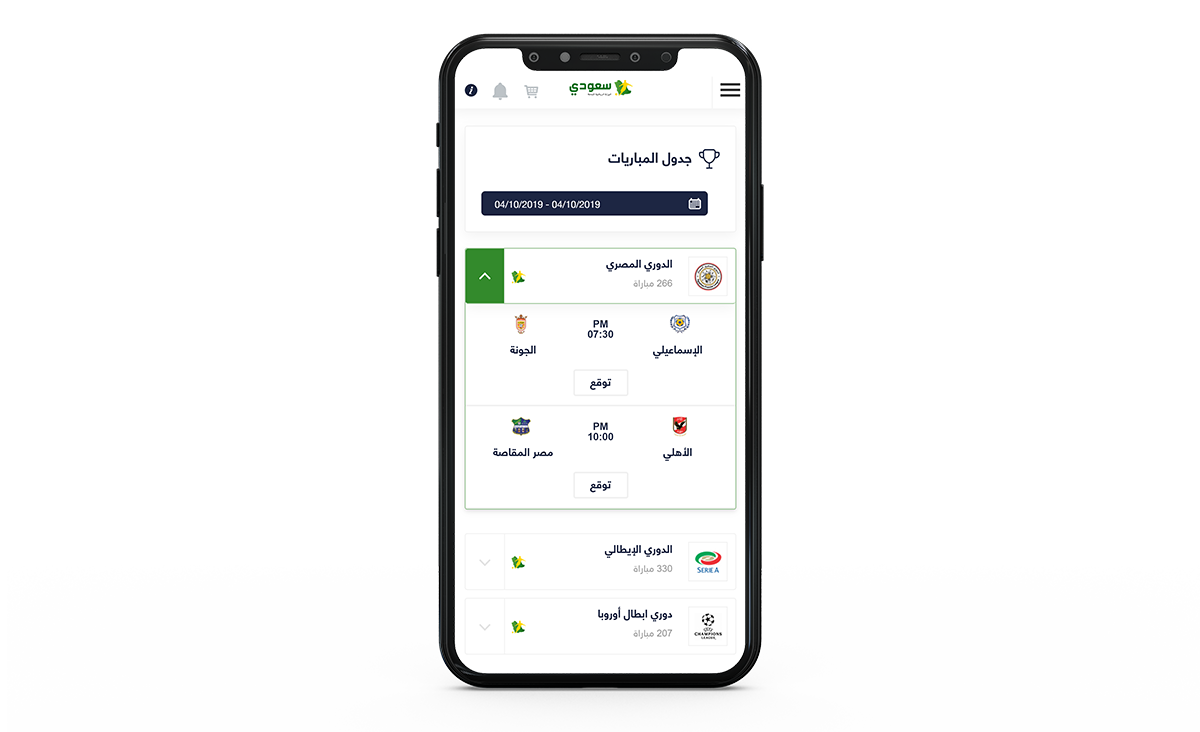 سعودي
جدول المباريات
04/10/2019 - 04/10/2019
الدوري المصري
266 مباراة
PM
07:30
الإسماعيلي
الجونة
توقع
PM
10:00
الأهلي
مصر المقاصة
توقع
الدوري الإيطالي
330 مباراة
SERIE A
دوري ابطال أوروبا
207 مباراة
CHAMPIONS
LEAGUE